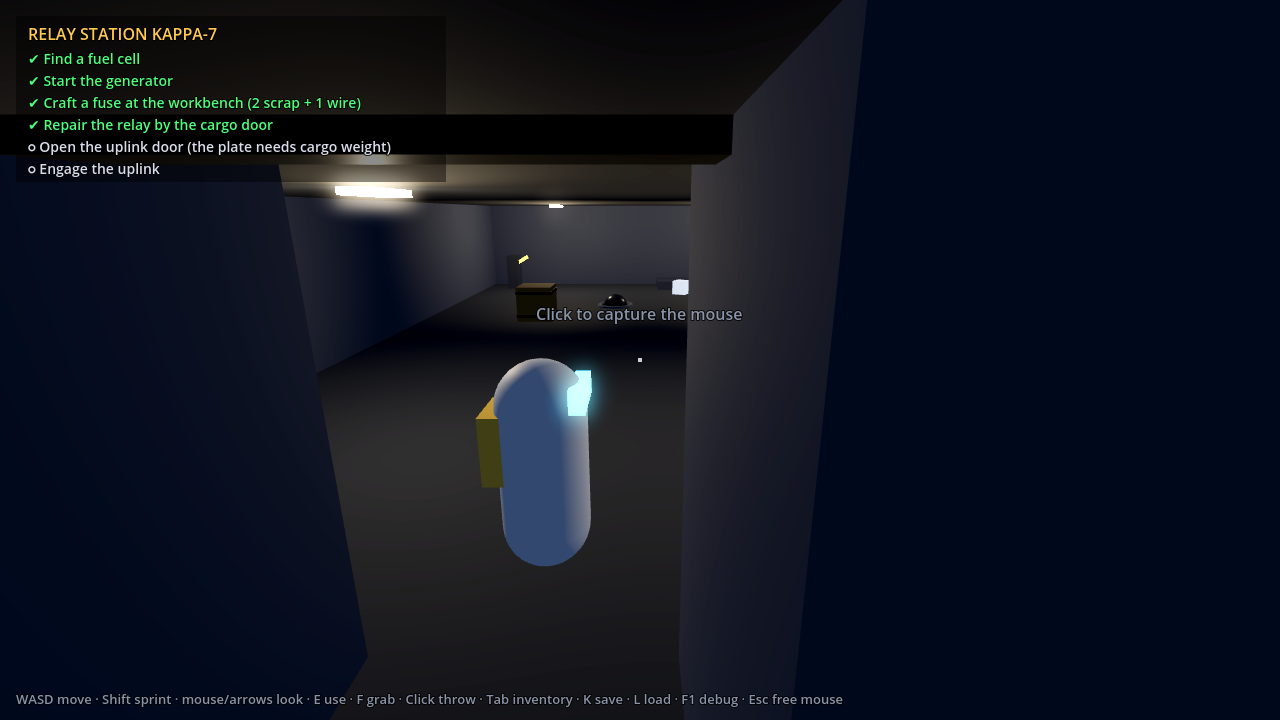 RELAY STATION KAPPA-7
✔ Find a fuel cell
✔ Start the generator
✔ Craft a fuse at the workbench (2 scrap + 1 wire)
✔ Repair the relay by the cargo door
○ Open the uplink door (the plate needs cargo weight)
○ Engage the uplink
Click to capture the mouse
WASD move · Shift sprint · mouse/arrows look · E use · F grab · Click throw · Tab inventory · K save · L load · F1 debug · Esc free mouse